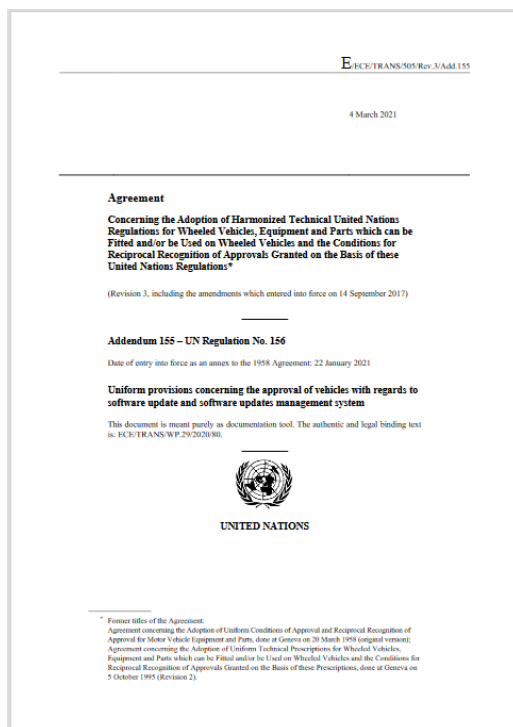 E/ECE/TRANS/505/Rev.3/Add.155
4 March 2021
Agreement
Concerning the Adoption of Harmonized Technical United Nations
Regulations for Wheeled Vehicles, Equipment and Parts which can be
Fitted and/or be Used on Wheeled Vehicles and the Conditions for
Reciprocal Recognition of Approvals Granted on the Basis of these
United Nations Regulations*
(Revision 3, including the amendments which entered into force on 14 September 2017)
Addendum 155 – UN Regulation No. 156
Date of entry into force as an annex to the 1958 Agreement: 22 January 2021
Uniform provisions concerning the approval of vehicles with regards to
software update and software updates management system
This document is meant purely as documentation tool. The authentic and legal binding text
is: ECE/TRANS/WP.29/2020/80.
UNITED NATIONS
* Former titles of the Agreement:
Agreement concerning the Adoption of Uniform Conditions of Approval and Reciprocal Recognition of
Approval for Motor Vehicle Equipment and Parts, done at Geneva on 20 March 1958 (original version);
Agreement concerning the Adoption of Uniform Technical Prescriptions for Wheeled Vehicles,
Equipment and Parts which can be Fitted and/or be Used on Wheeled Vehicles and the Conditions for
Reciprocal Recognition of Approvals Granted on the Basis of these Prescriptions, done at Geneva on
5 October 1995 (Revision 2).